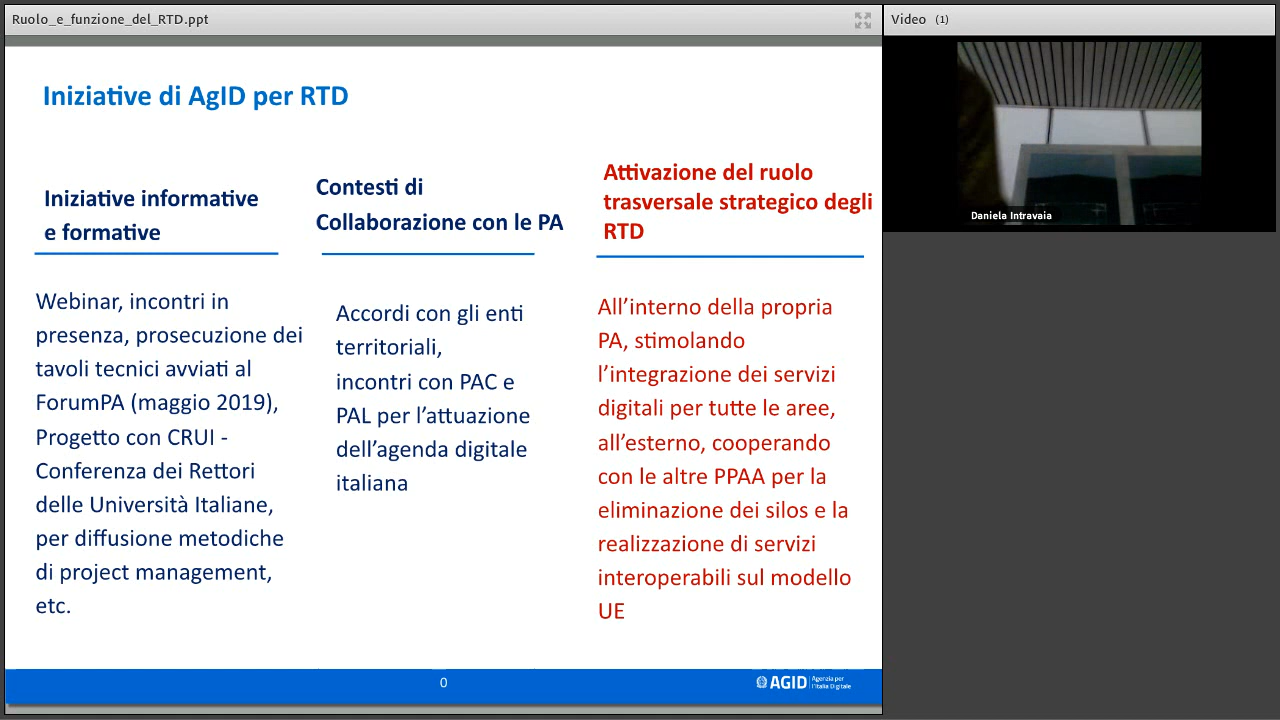 Ruolo_e_funzione_del_RTD.ppt
Video (1)
Daniela Intravaia
Iniziative di AgID per RTD
Iniziative informative
e formative
Webinar, incontri in
presenza, prosecuzione dei
tavoli tecnici avviati al
ForumPA (maggio 2019),
Progetto con CRUI -
Conferenza dei Rettori
delle Università Italiane,
per diffusione metodiche
di project management,
etc.
Contesti di
Collaborazione con le PA
Accordi con gli enti
territoriali,
incontri con PAC e
PAL per l’attuazione
dell’agenda digitale
italiana
Attivazione del ruolo
trasversale strategico degli
RTD
All’interno della propria
PA, stimolando
l’integrazione dei servizi
digitali per tutte le aree,
all’esterno, cooperando
con le altre PPAA per la
eliminazione dei silos e la
realizzazione di servizi
interoperabili sul modello
UE
0
AGID
Agenzia per
l’Italia Digitale